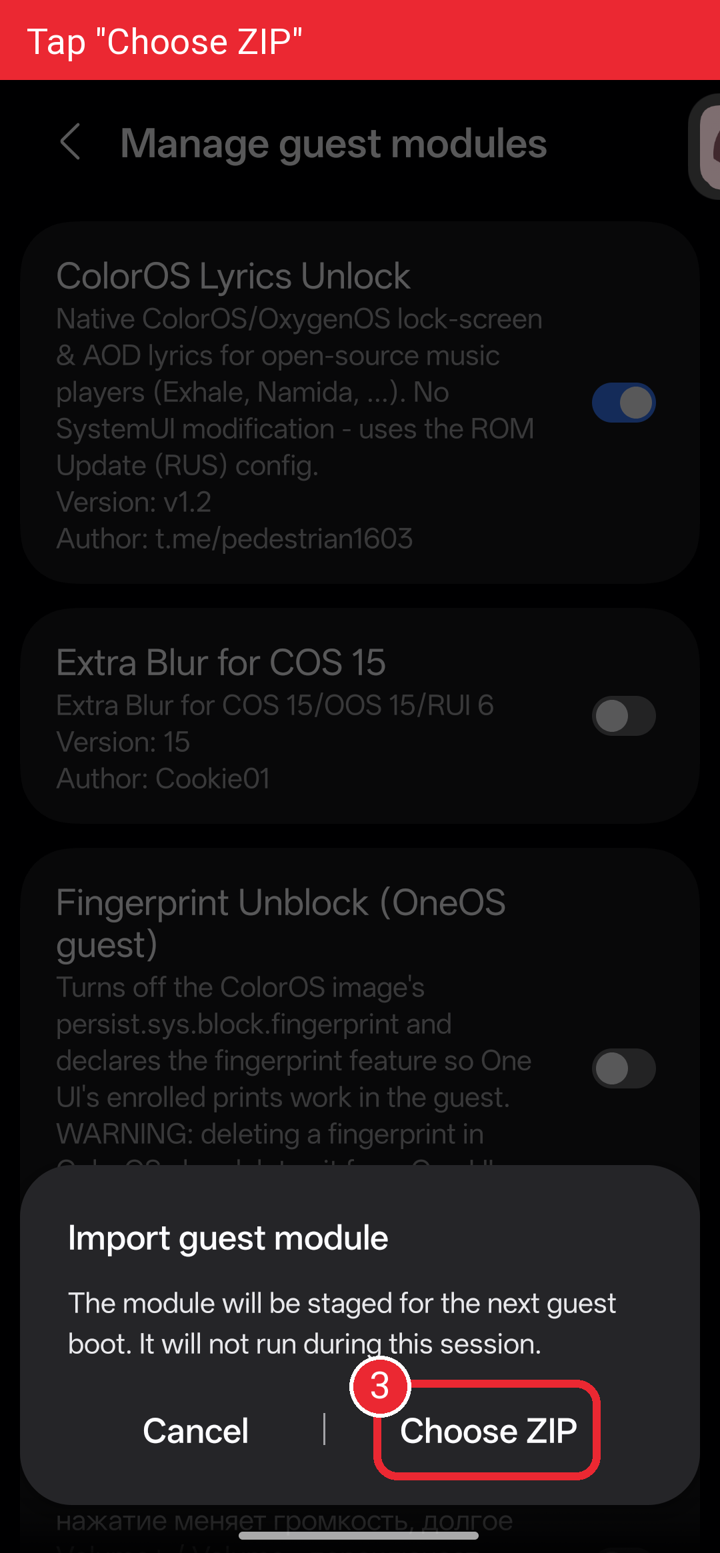 Tap "Choose ZIP"
Manage guest modules
ColorOS Lyrics Unlock
Native ColorOS/OxygenOS lock-screen
& AOD lyrics for open-source music
players (Exhale, Namida, ...). No
SystemUI modification - uses the ROM
Update (RUS) config.
Version: v1.2
Author: t.me/pedestrian1603
Extra Blur for COS 15
Extra Blur for COS 15/OOS 15/RUI 6
Version: 15
Author: Cookie01
Fingerprint Unblock (OneOS
guest)
Turns off the ColorOS image's
persist.sys.block.fingerprint and
declares the fingerprint feature so One
UI's enrolled prints work in the guest.
WARNING: deleting a fingerprint in
Import guest module
The module will be staged for the next guest
boot. It will not run during this session.
3
Cancel
Choose ZIP
нажатие меняет громкость, долгое